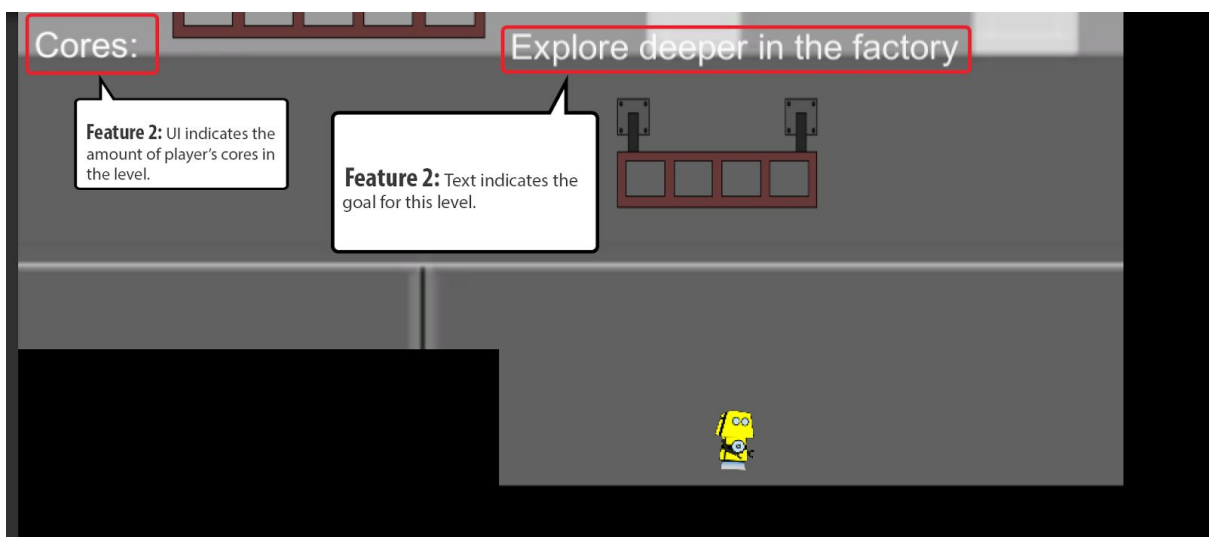 Cores:
Explore deeper in the factory
Feature 2: UI indicates the
amount of player's cores in
the level.
Feature 2: Text indicates the
goal for this level.